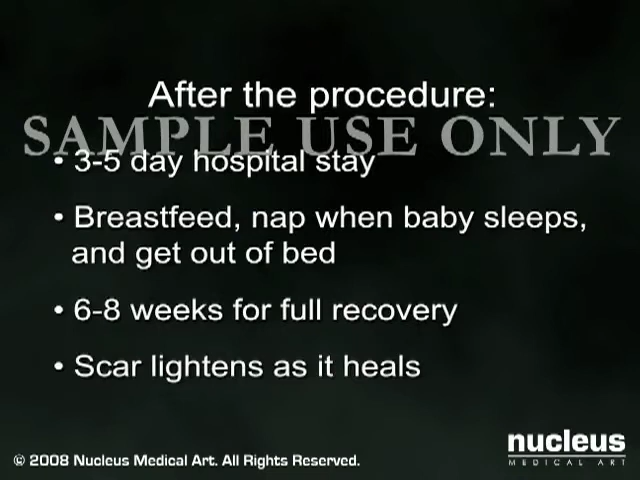 After the procedure:
SAMPLE USE ONLY
• 3-5 day hospital stay
• Breastfeed, nap when baby sleeps,
and get out of bed
• 6-8 weeks for full recovery
• Scar lightens as it heals
nucleus
MEDICAL ART
© 2008 Nucleus Medical Art. All Rights Reserved.